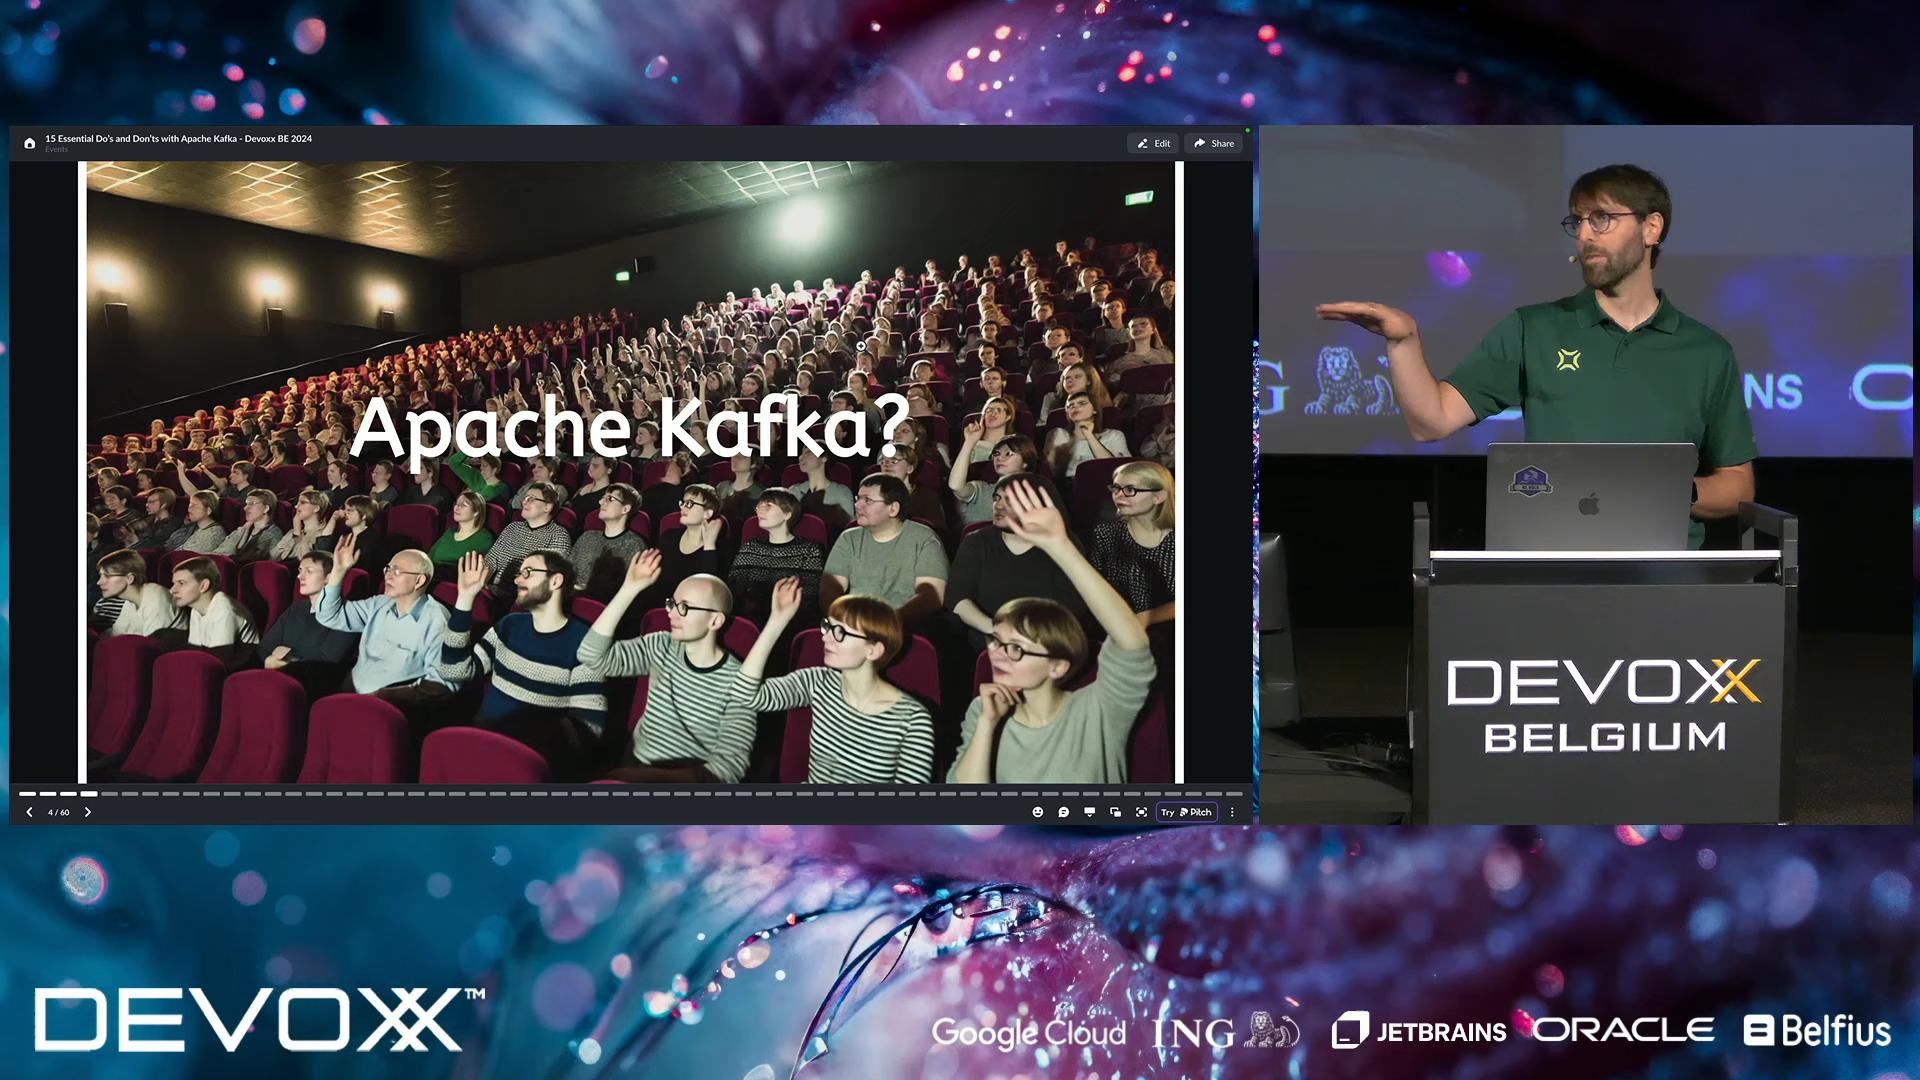 15 Essential Do's and Don'ts with Apache Kafka - Devoxx BE 2024
Events
Edit
Share
Apache Kafka?
4 / 60
Try Pitch
G
NS
DEVOXX
BELGIUM
DEVOXX™
Google Cloud
ING
JETBRAINS
ORACLE
Belfius